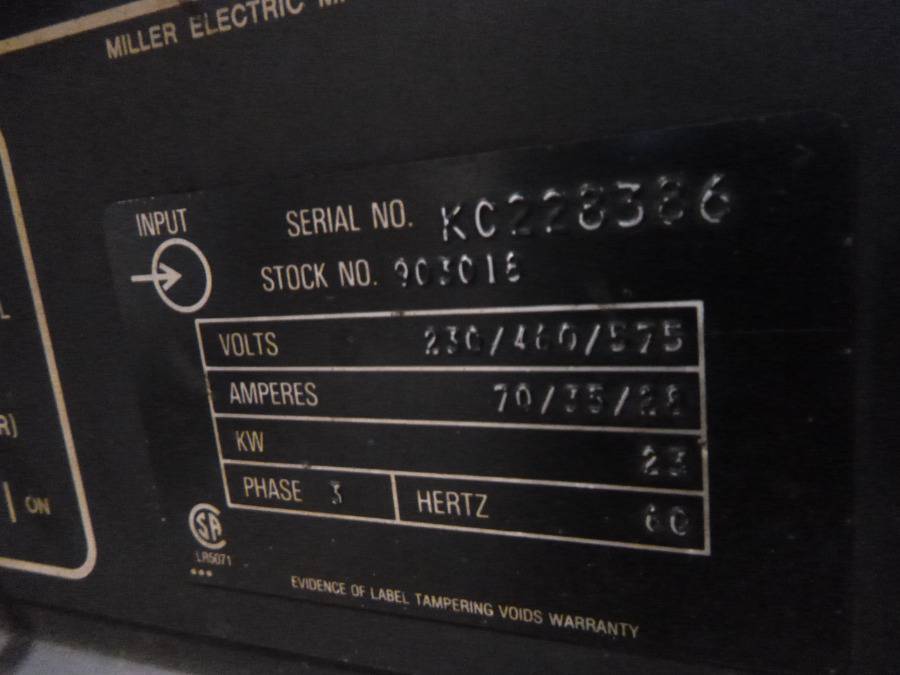 MILLER ELECTRIC
INPUT
SERIAL NO. KC228386
STOCK NO. 903018
VOLTS 230/460/575
AMPERES 70/35/28
KW 23
PHASE 3 HERTZ 60
ON
LR5071
EVIDENCE OF LABEL TAMPERING VOIDS WARRANTY